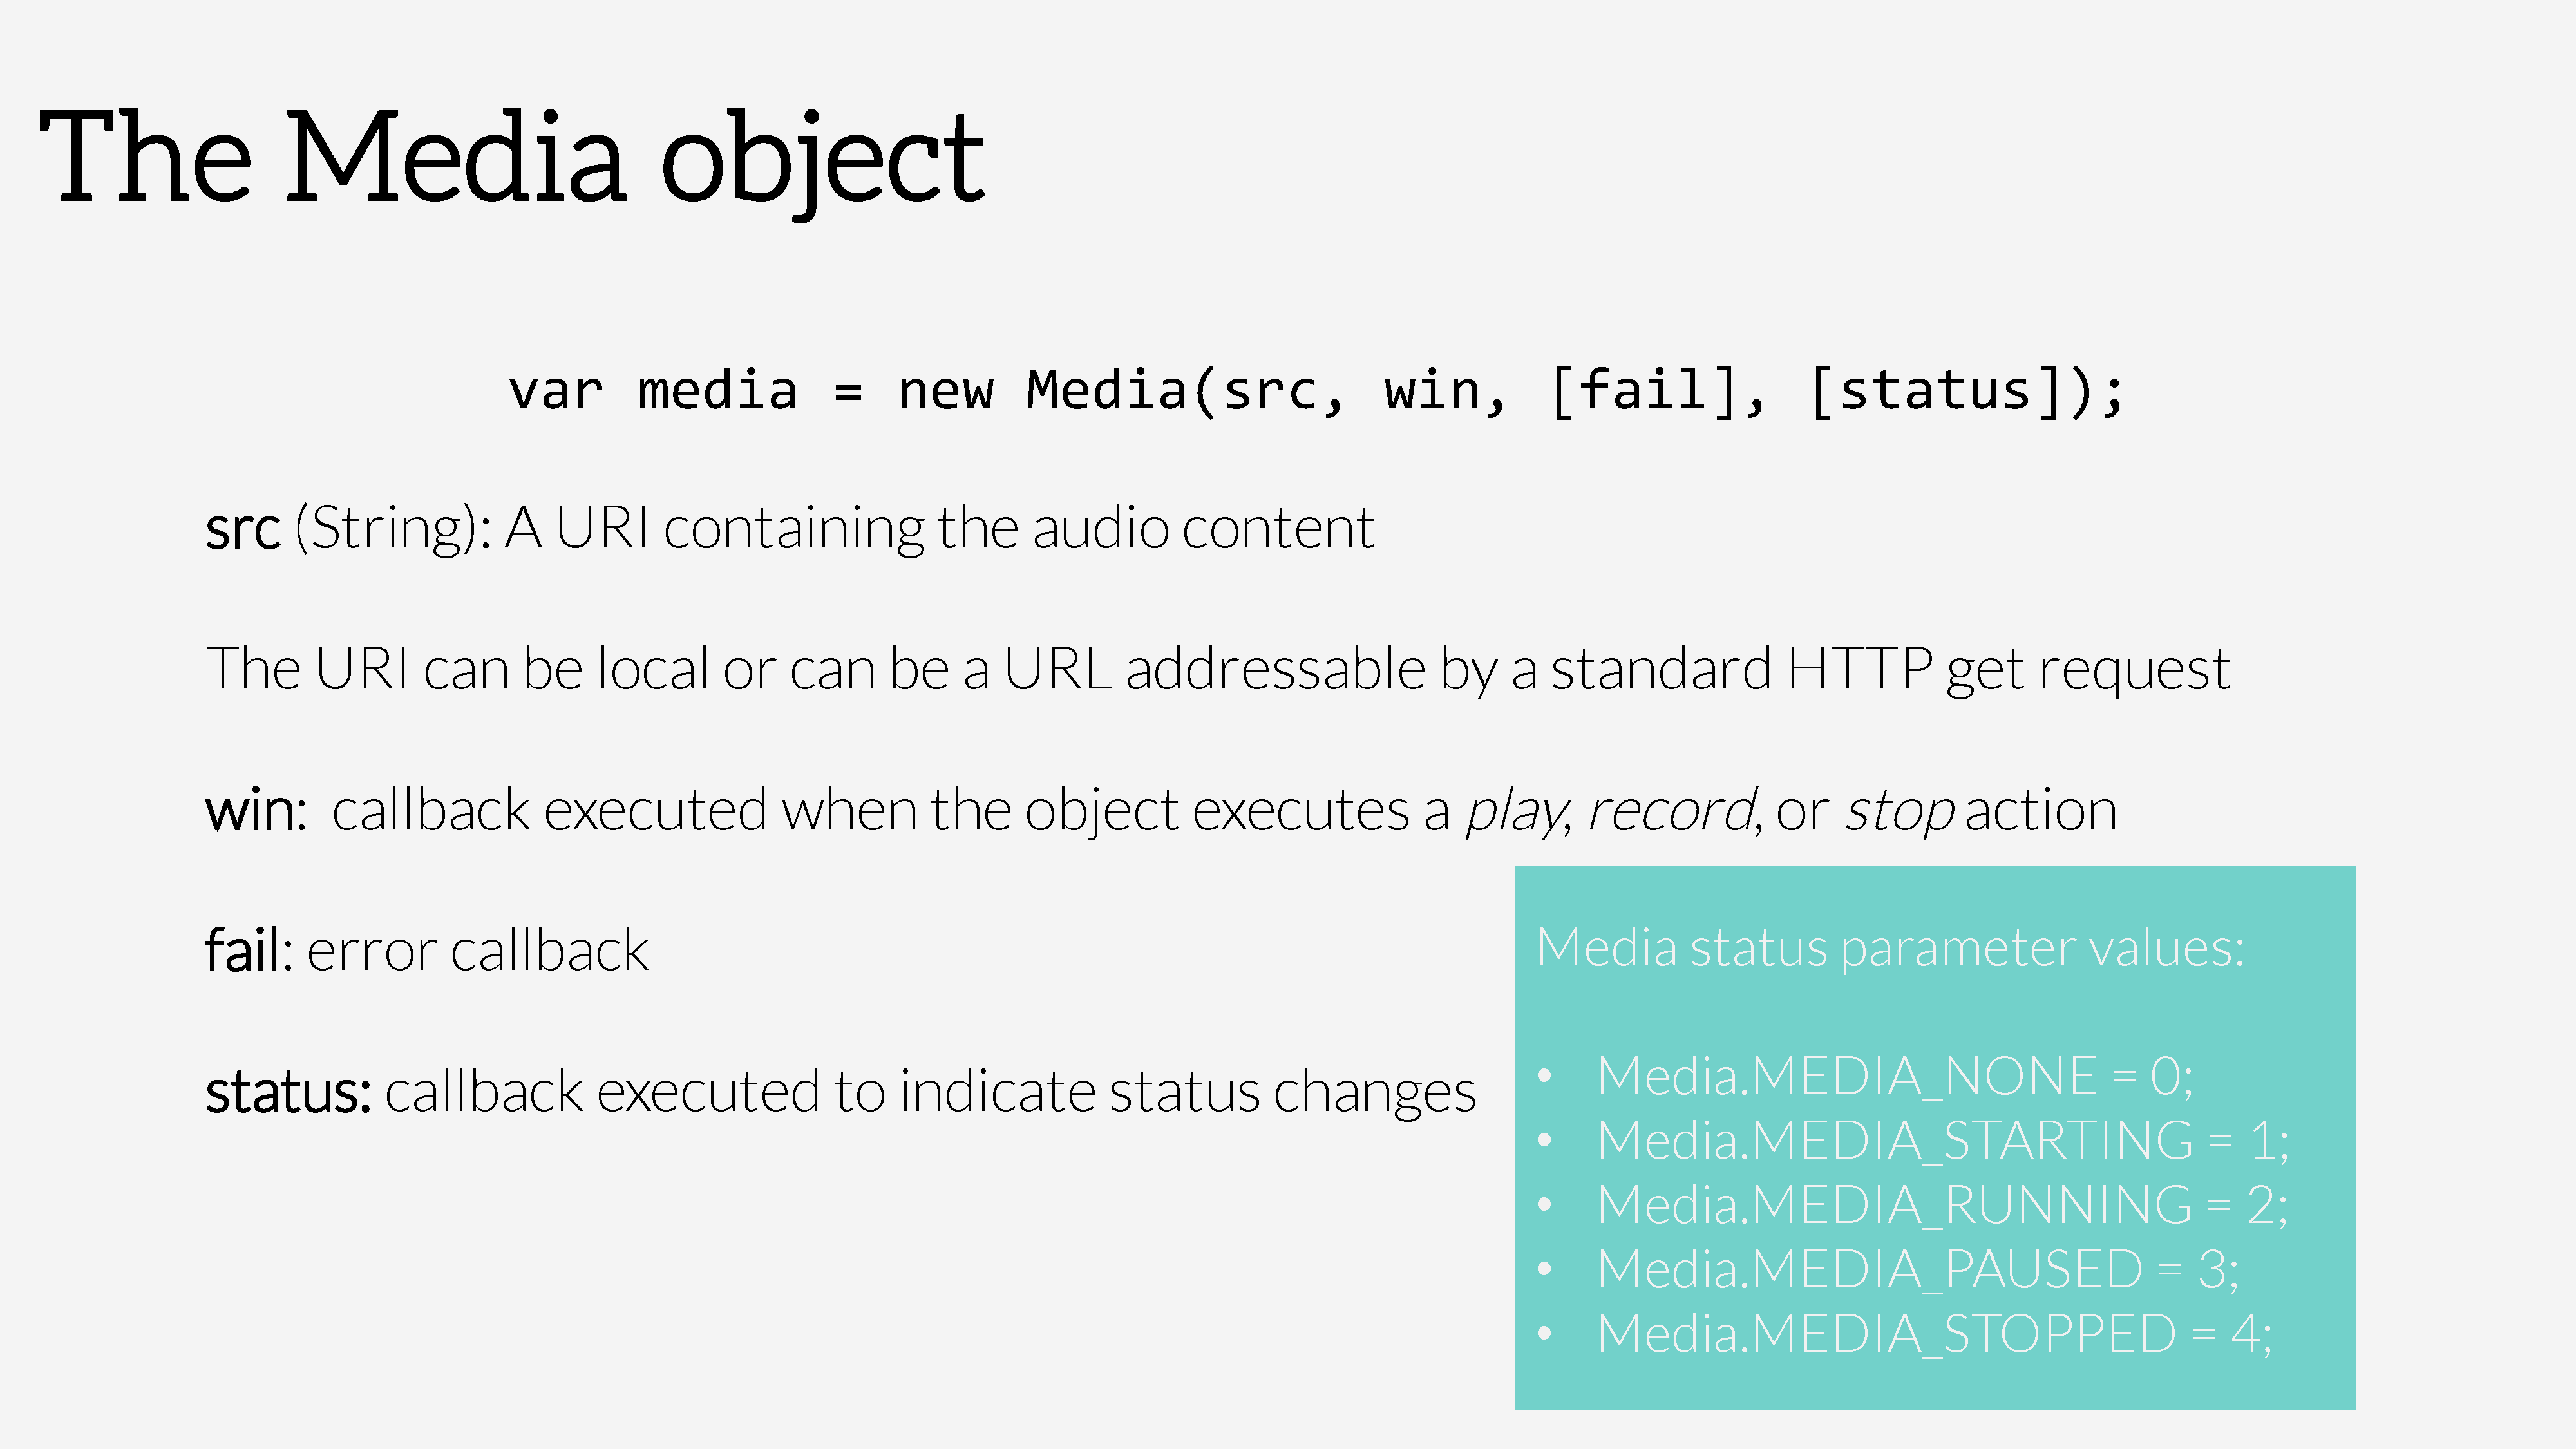 The Media object
var media = new Media(src, win, [fail], [status]);
src (String): A URI containing the audio content
The URI can be local or can be a URL addressable by a standard HTTP get request
win: callback executed when the object executes a play, record, or stop action
fail: error callback
status: callback executed to indicate status changes
Media status parameter values:
• Media.MEDIA_NONE = 0;
• Media.MEDIA_STARTING = 1;
• Media.MEDIA_RUNNING = 2;
• Media.MEDIA_PAUSED = 3;
• Media.MEDIA_STOPPED = 4;